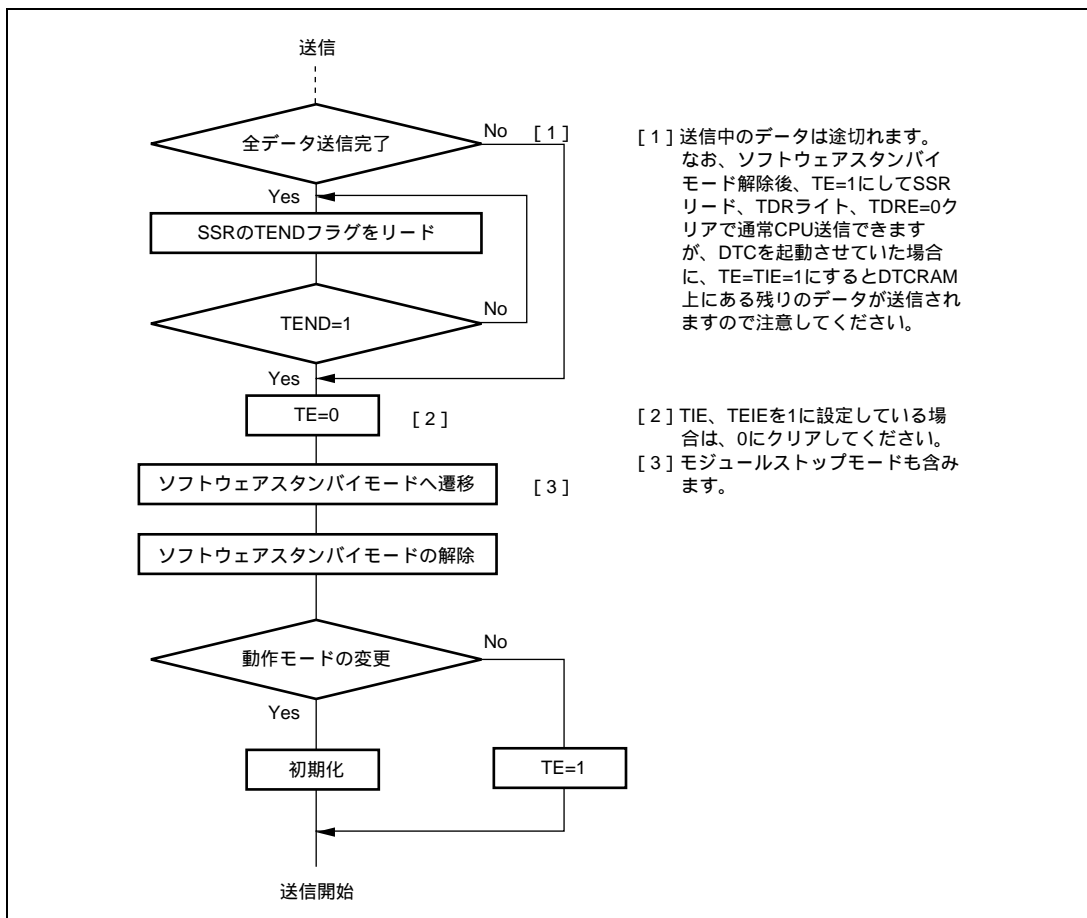 送信
全データ送信完了
No [ 1 ]
Yes
SSRのTENDフラグをリード
TEND=1
No
Yes
TE=0
[ 2 ]
ソフトウェアスタンバイモードへ遷移
[ 3 ]
ソフトウェアスタンバイモードの解除
動作モードの変更
No
Yes
初期化
TE=1
送信開始
[ 1 ] 送信中のデータは途切れます。
なお、ソフトウェアスタンバイ
モード解除後、TE=1にしてSSR
リード、TDRライト、TDRE=0ク
リアで通常CPU送信できます
が、DTCを起動させていた場合
に、TE=TIE=1にするとDTCRAM
上にある残りのデータが送信され
ますので注意してください。
[ 2 ] TIE、TEIEを1に設定している場
合は、0にクリアしてください。
[ 3 ] モジュールストップモードも含み
ます。